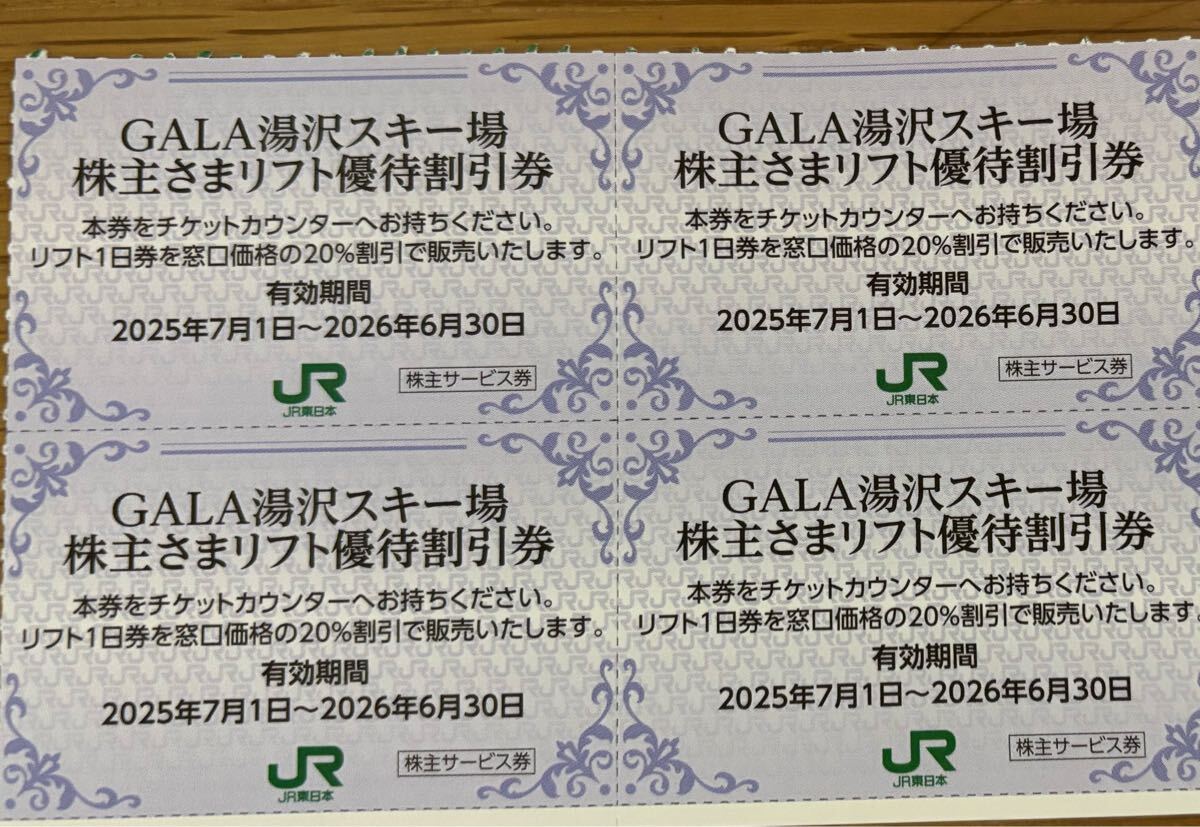 GALA湯沢スキー場
株主さまリフト優待割引券
本券をチケットカウンターへお持ちください。
リフト1日券を窓口価格の20%割引で販売いたします。
有効期間
2025年7月1日～2026年6月30日
JR
JR東日本
株主サービス券
GALA湯沢スキー場
株主さまリフト優待割引券
本券をチケットカウンターへお持ちください。
リフト1日券を窓口価格の20%割引で販売いたします。
有効期間
2025年7月1日～2026年6月30日
JR
JR東日本
株主サービス券
GALA湯沢スキー場
株主さまリフト優待割引券
本券をチケットカウンターへお持ちください。
リフト1日券を窓口価格の20%割引で販売いたします。
有効期間
2025年7月1日～2026年6月30日
JR
JR東日本
株主サービス券
GALA湯沢スキー場
株主さまリフト優待割引券
本券をチケットカウンターへお持ちください。
リフト1日券を窓口価格の20%割引で販売いたします。
有効期間
2025年7月1日～2026年6月30日
JR
JR東日本
株主サービス券